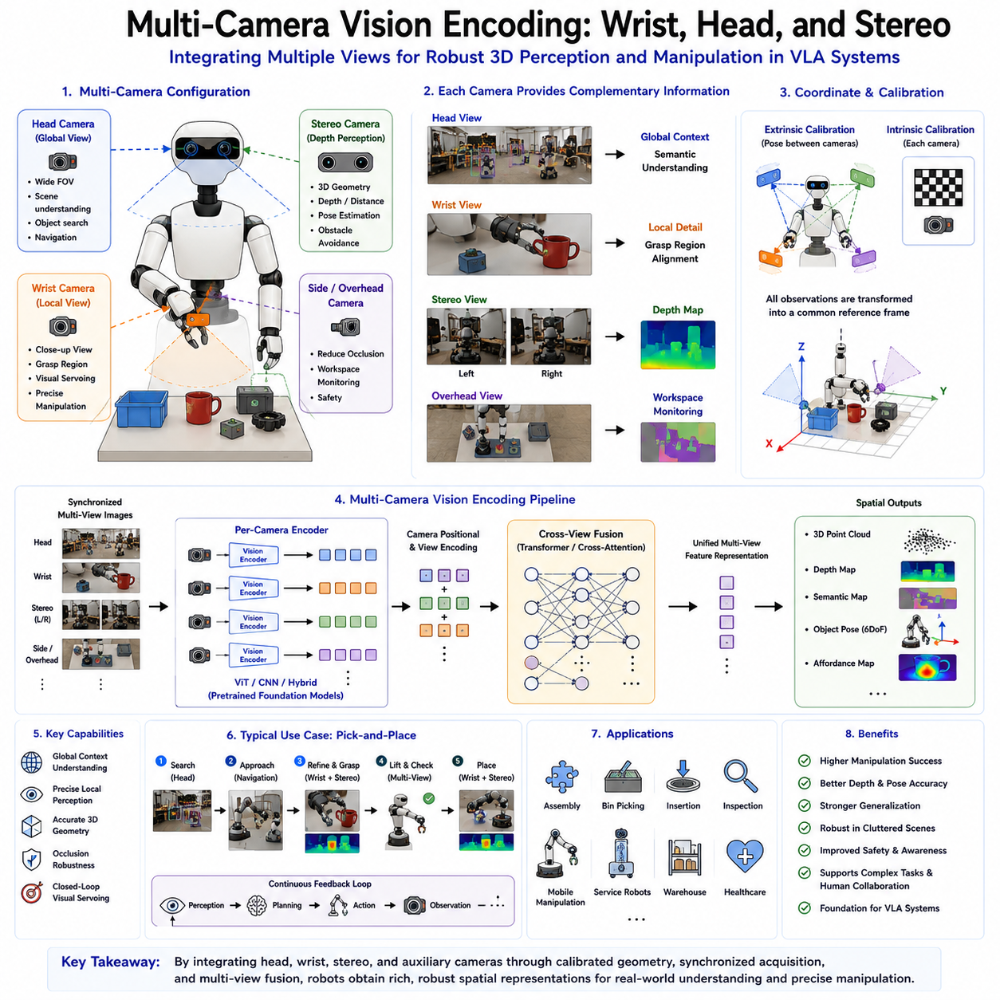 Multi-Camera Vision Encoding: Wrist, Head, and Stereo
Integrating Multiple Views for Robust 3D Perception and Manipulation in VLA Systems
1. Multi-Camera Configuration
Head Camera
(Global View)
• Wide FOV
• Scene
understanding
• Object search
• Navigation
Stereo Camera
(Depth Perception)
• 3D Geometry
• Depth / Distance
• Pose Estimation
• Obstacle
Avoidance
Wrist Camera
(Local View)
• Close-up View
• Grasp Region
• Visual Servoing
• Precise
Manipulation
Side / Overhead
Camera
• Reduce Occlusion
• Workspace
Monitoring
• Safety
2. Each Camera Provides Complementary Information
Head View
Global Context
Semantic
Understanding
Wrist View
Local Detail
Grasp Region
Alignment
Stereo View
Left
Right
Depth Map
Overhead View
Workspace
Monitoring
3. Coordinate & Calibration
Extrinsic Calibration
(Pose between cameras)
Intrinsic Calibration
(Each camera)
All observations are transformed
into a common reference frame
Z
Y
X
4. Multi-Camera Vision Encoding Pipeline
Synchronized
Multi-View Images
Head
Wrist
Stereo
(L/R)
Side /
Overhead
Per-Camera Encoder
Vision
Encoder
Vision
Encoder
Vision
Encoder
Vision
Encoder
ViT / CNN / Hybrid
(Pretrained Foundation Models)
Camera Positional
& View Encoding
+
+
Cross-View Fusion
(Transformer / Cross-Attention)
Unified Multi-View
Feature Representation
Spatial Outputs
• 3D Point Cloud
• Depth Map
• Semantic Map
• Object Pose (6DoF)
• Affordance Map
5. Key Capabilities
Global Context
Understanding
Precise Local
Perception
Accurate 3D
Geometry
Occlusion
Robustness
Closed-Loop
Visual Servoing
6. Typical Use Case: Pick-and-Place
1 Search
(Head)
2 Approach
(Navigation)
3 Refine & Grasp
(Wrist + Stereo)
4 Lift & Check
(Multi-View)
5 Place
(Wrist + Stereo)
Continuous Feedback Loop
Perception
Planning
Action
Observation
7. Applications
Assembly
Bin Picking
Insertion
Inspection
Mobile
Manipulation
Service Robots
Warehouse
Healthcare
8. Benefits
Higher Manipulation Success
Better Depth & Pose Accuracy
Stronger Generalization
Robust in Cluttered Scenes
Improved Safety & Awareness
Supports Complex Tasks &
Human Collaboration
Foundation for VLA Systems
Key Takeaway: By integrating head, wrist, stereo, and auxiliary cameras through calibrated geometry, synchronized acquisition,
and multi-view fusion, robots obtain rich, robust spatial representations for real-world understanding and precise manipulation.